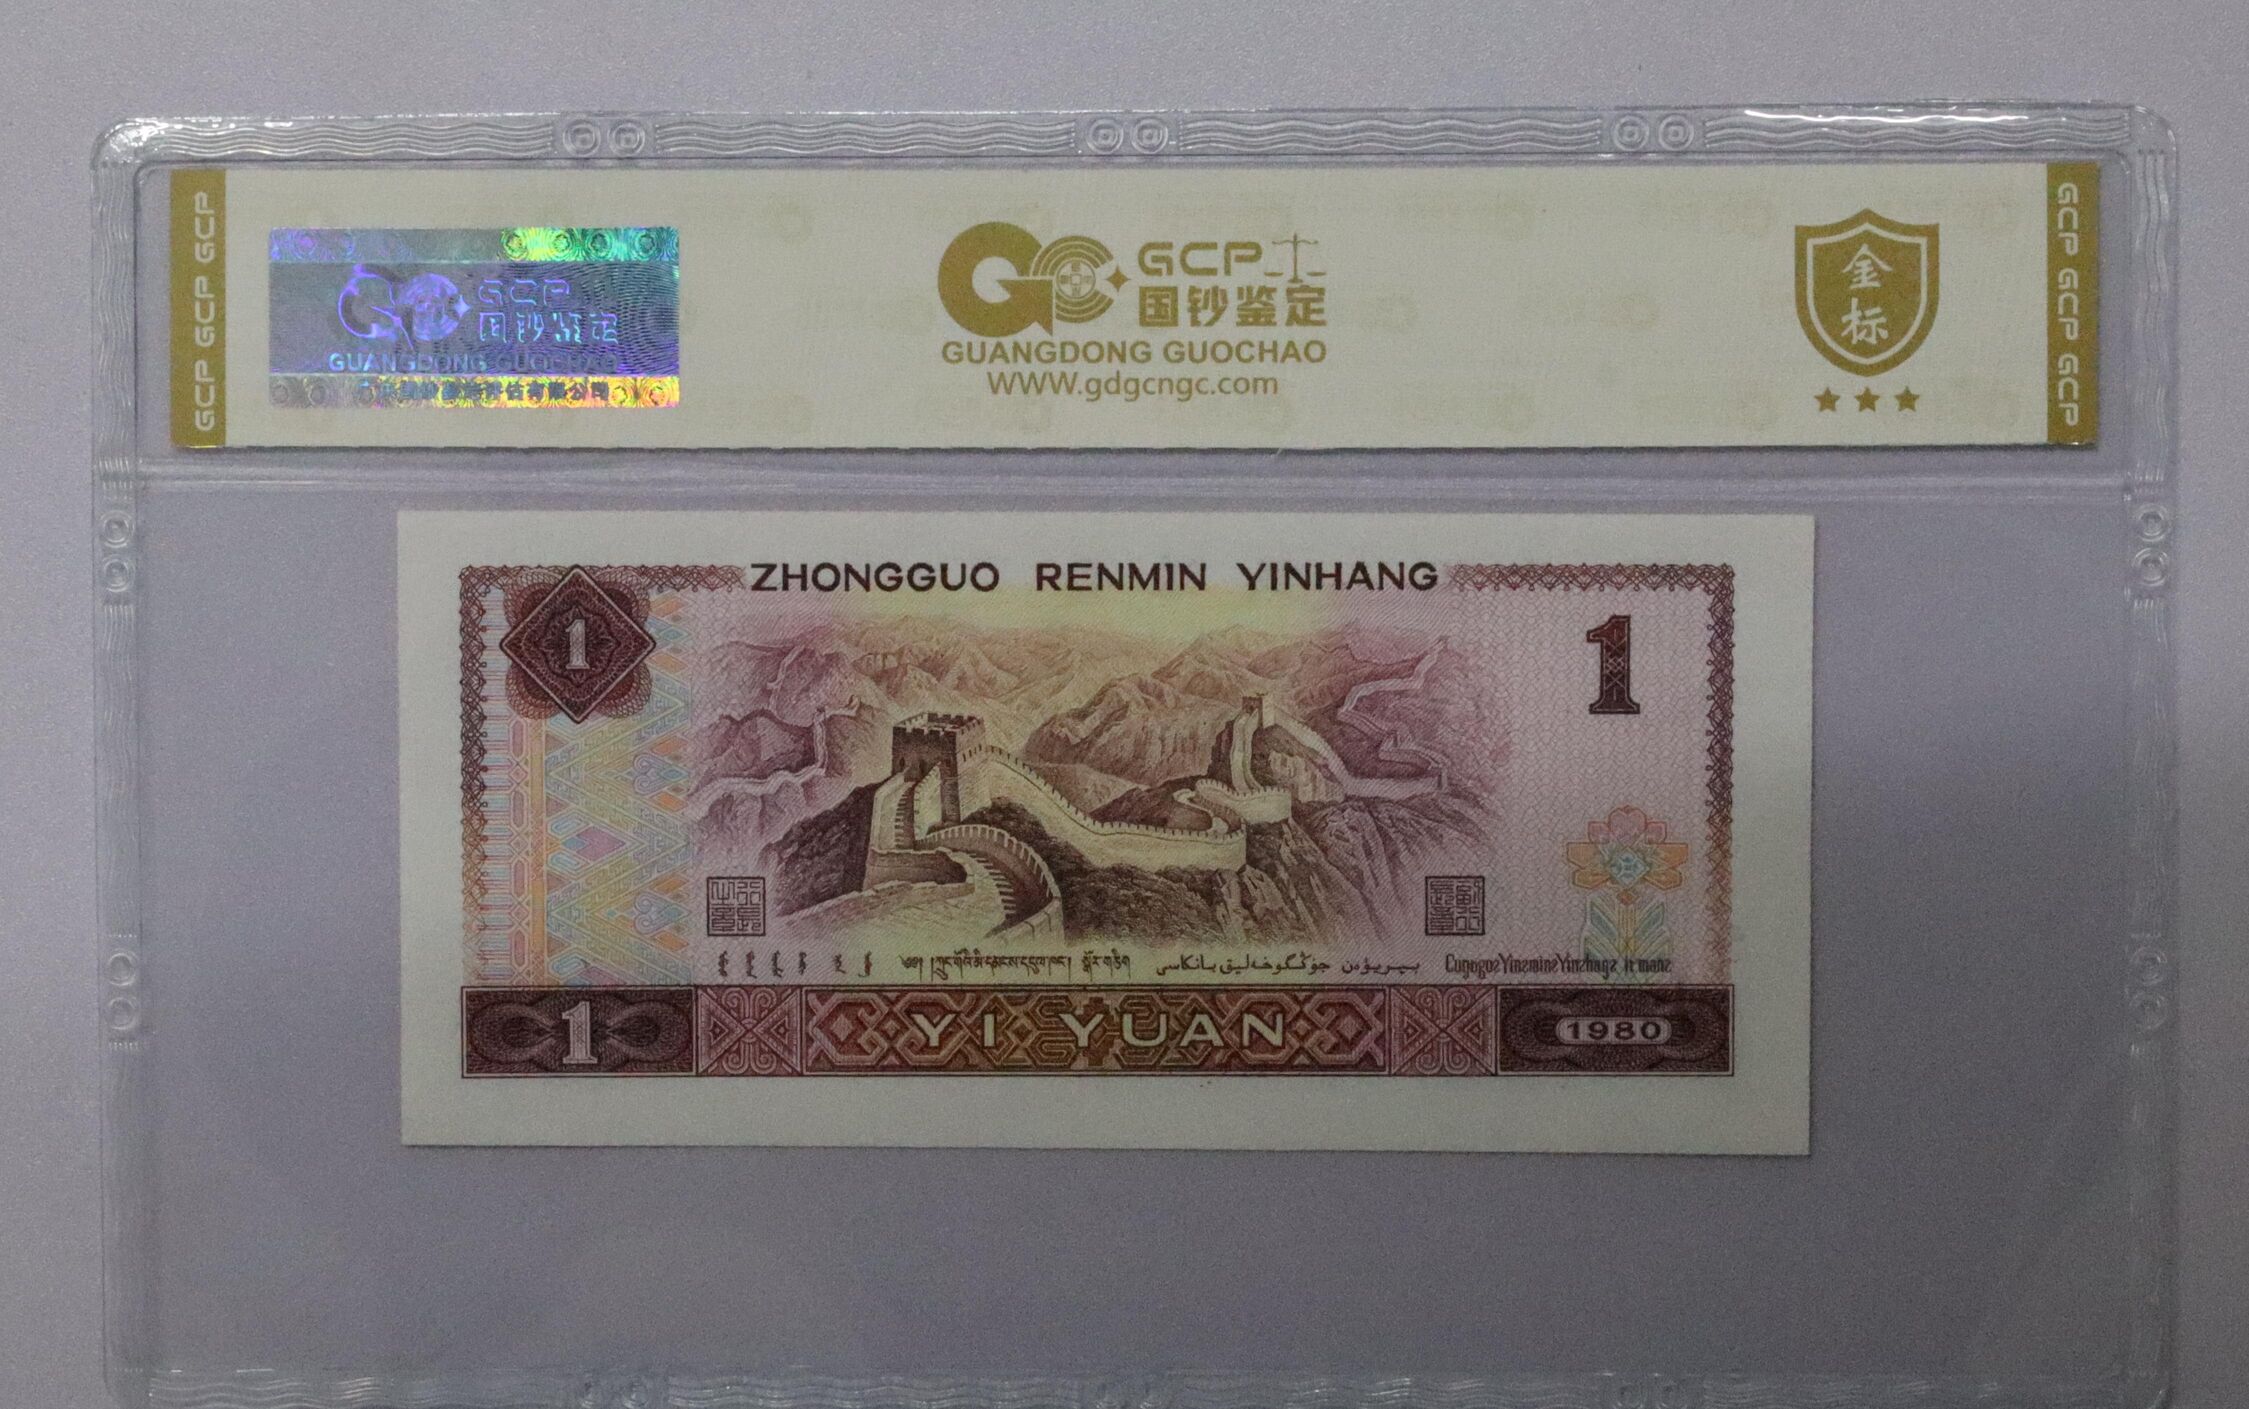 GCP GCP GCP
GCP
国钞鉴定
GUANGDONG GUOCHAO
GCP
国钞鉴定
GUANGDONG GUOCHAO
WWW.gdgcngc.com
金
标
GCP GCP GCP
ZHONGGUO RENMIN YINHANG
1
1
1
YI YUAN
1980